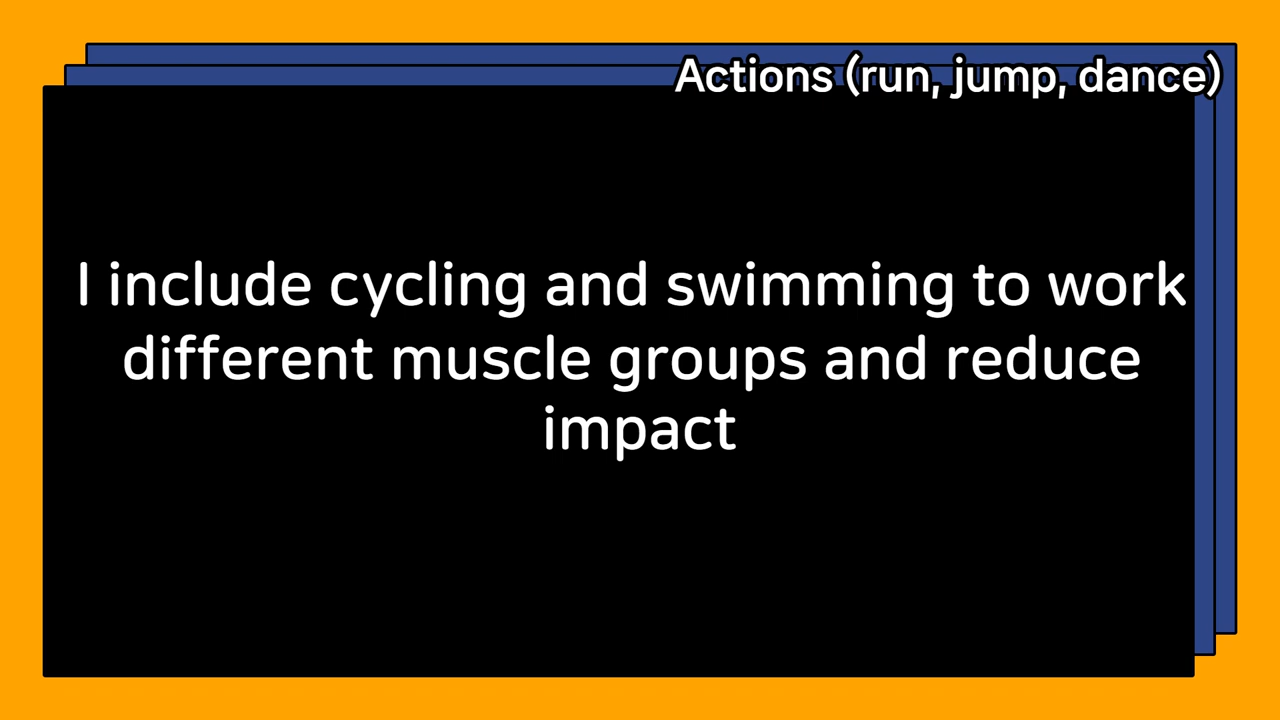 Actions (run, jump, dance)
I include cycling and swimming to work
different muscle groups and reduce
impact